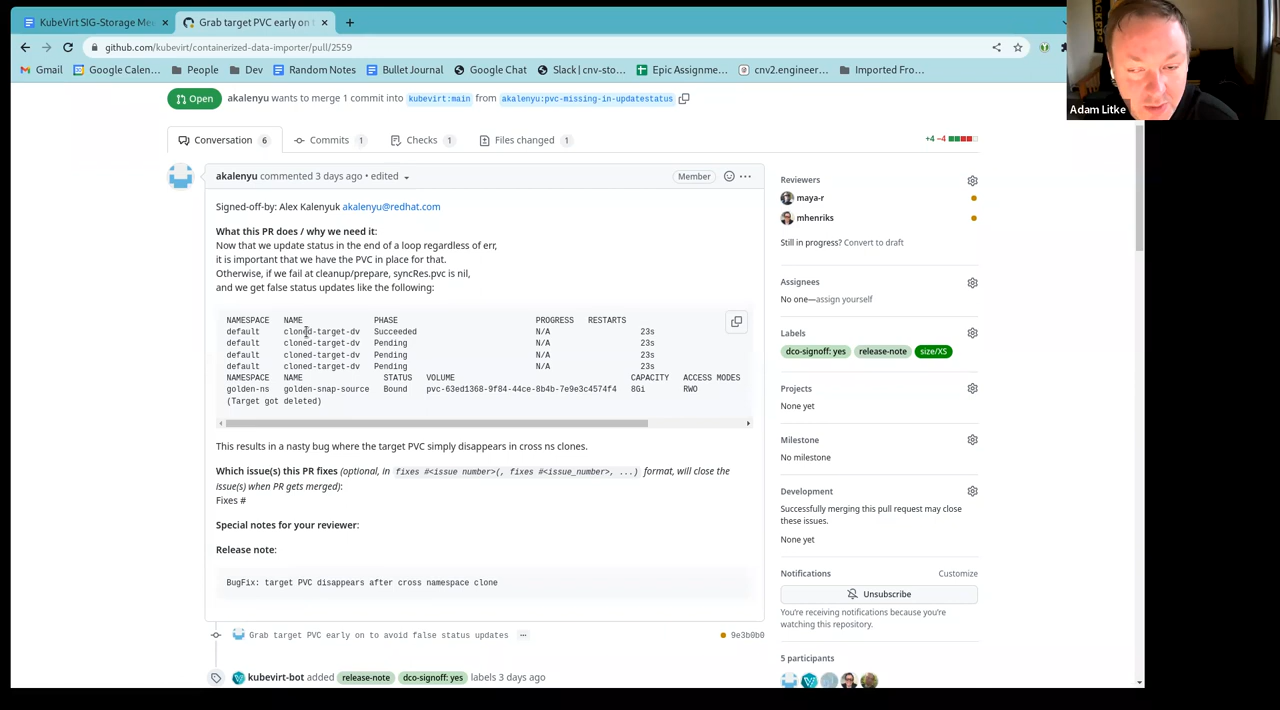 KubeVirt SIG-Storage Me
Grab target PVC early on
github.com/kubevirt/containerized-data-importer/pull/2559
Gmail
Google Calen...
People
Dev
Random Notes
Bullet Journal
Google Chat
Slack | cnv-sto...
Epic Assignme...
cnv2.engineer...
Imported Fro...
Adam Litke
Open
akalenyu wants to merge 1 commit into kubevirt:main from akalenyu:pvc-missing-in-updatestatus
Conversation 6
Commits 1
Checks 1
Files changed 1
+4 −4
akalenyu commented 3 days ago • edited
Member
Signed-off-by: Alex Kalenyuk akalenyu@redhat.com
What this PR does / why we need it:
Now that we update status in the end of a loop regardless of err,
it is important that we have the PVC in place for that.
Otherwise, if we fail at cleanup/prepare, syncRes.pvc is nil,
and we get false status updates like the following:
NAMESPACE NAME PHASE PROGRESS RESTARTS
default cloned-target-dv Succeeded N/A 23s
default cloned-target-dv Pending N/A 23s
default cloned-target-dv Pending N/A 23s
default cloned-target-dv Pending N/A 23s
NAMESPACE NAME STATUS VOLUME CAPACITY ACCESS MODES
golden-ns golden-snap-source Bound pvc-63ed1368-9f84-44ce-8b4b-7e9e3c4574f4 8Gi RWO
(Target got deleted)
This results in a nasty bug where the target PVC simply disappears in cross ns clones.
Which issue(s) this PR fixes (optional, in fixes #<issue number>(, fixes #<issue_number>, ...) format, will close the
issue(s) when PR gets merged):
Fixes #
Special notes for your reviewer:
Release note:
BugFix: target PVC disappears after cross namespace clone
Grab target PVC early on to avoid false status updates ...
9e3b0b0
kubevirt-bot added release-note dco-signoff: yes labels 3 days ago
Reviewers
maya-r
mhenriks
Still in progress? Convert to draft
Assignees
No one—assign yourself
Labels
dco-signoff: yes release-note size/XS
Projects
None yet
Milestone
No milestone
Development
Successfully merging this pull request may close
these issues.
None yet
Notifications
Customize
Unsubscribe
You're receiving notifications because you're
watching this repository.
5 participants